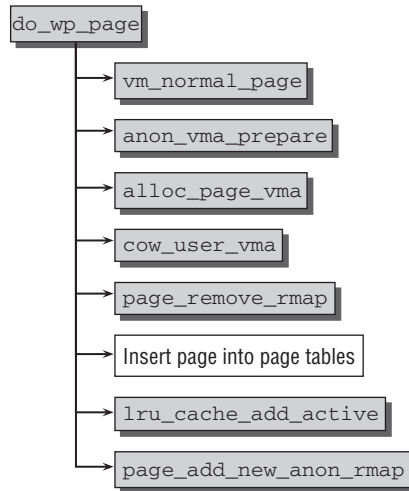 do_wp_page
vm_normal_page
anon_vma_prepare
alloc_page_vma
cow_user_vma
page_remove_rmap
Insert page into page tables
lru_cache_add_active
page_add_new_anon_rmap